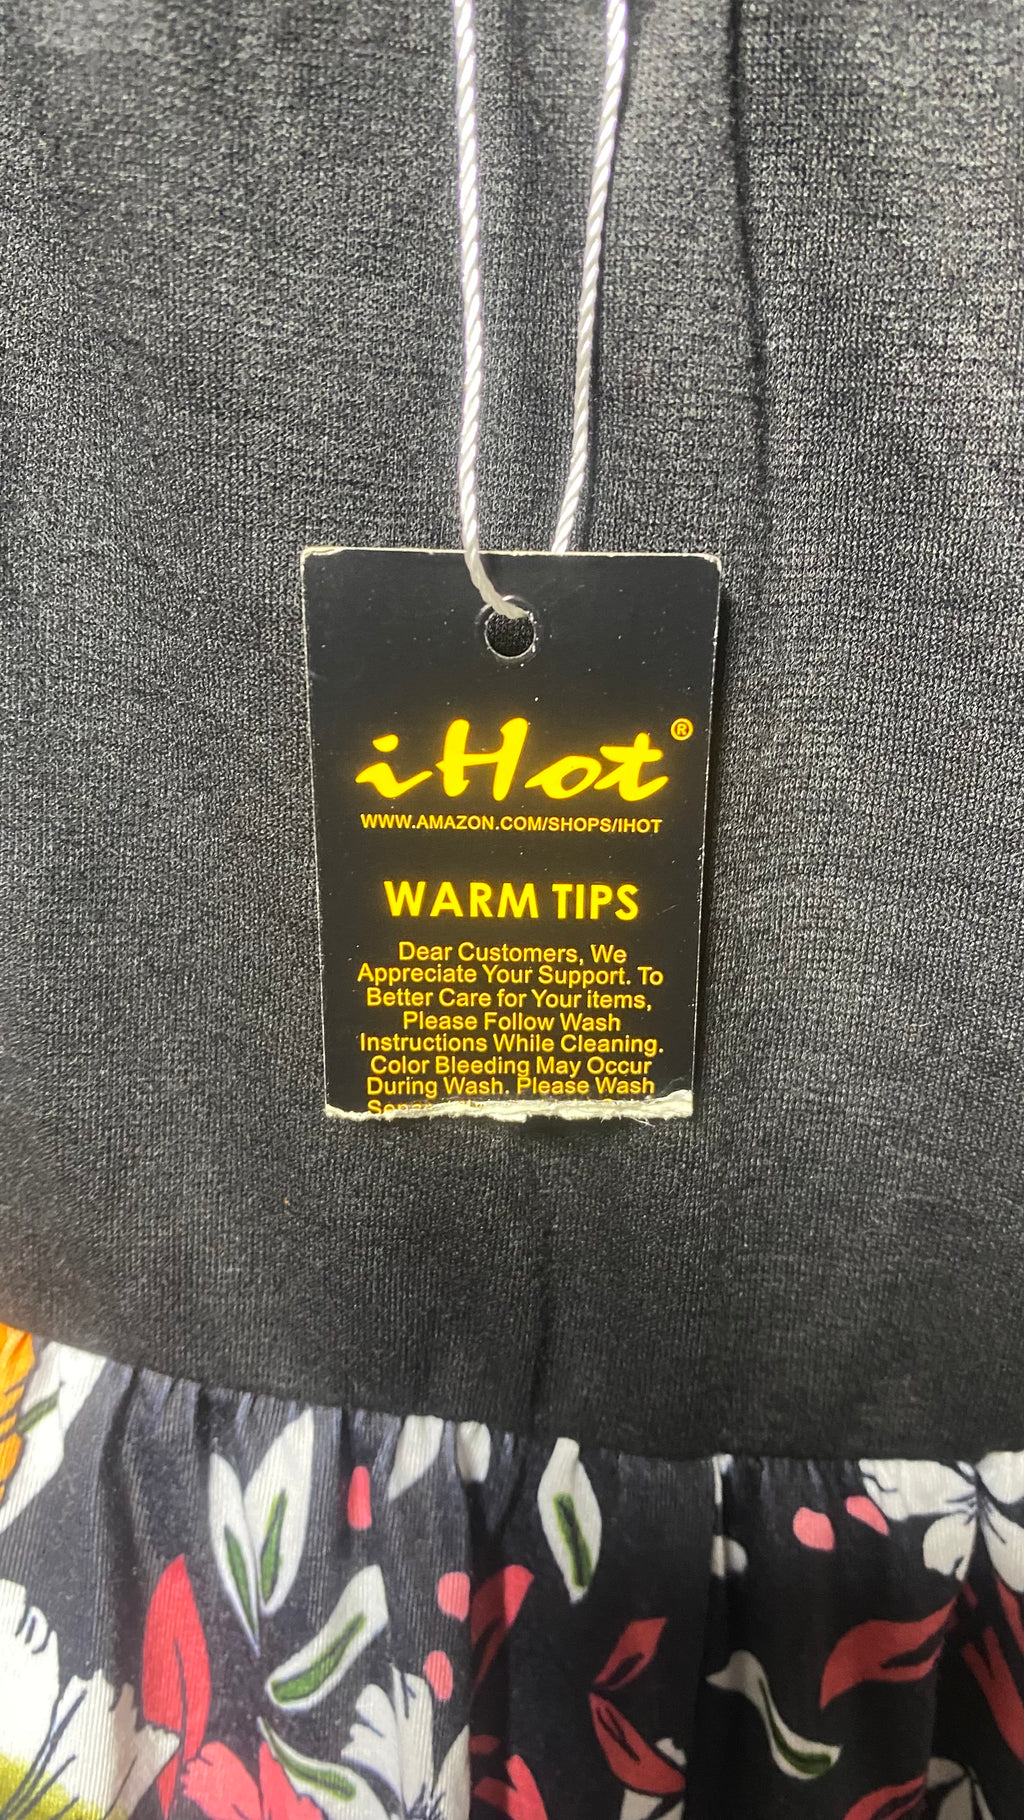 iHot®
WWW.AMAZON.COM/SHOPS/IHOT
WARM TIPS
Dear Customers, We
Appreciate Your Support. To
Better Care for Your items,
Please Follow Wash
Instructions While Cleaning.
Color Bleeding May Occur
During Wash. Please Wash